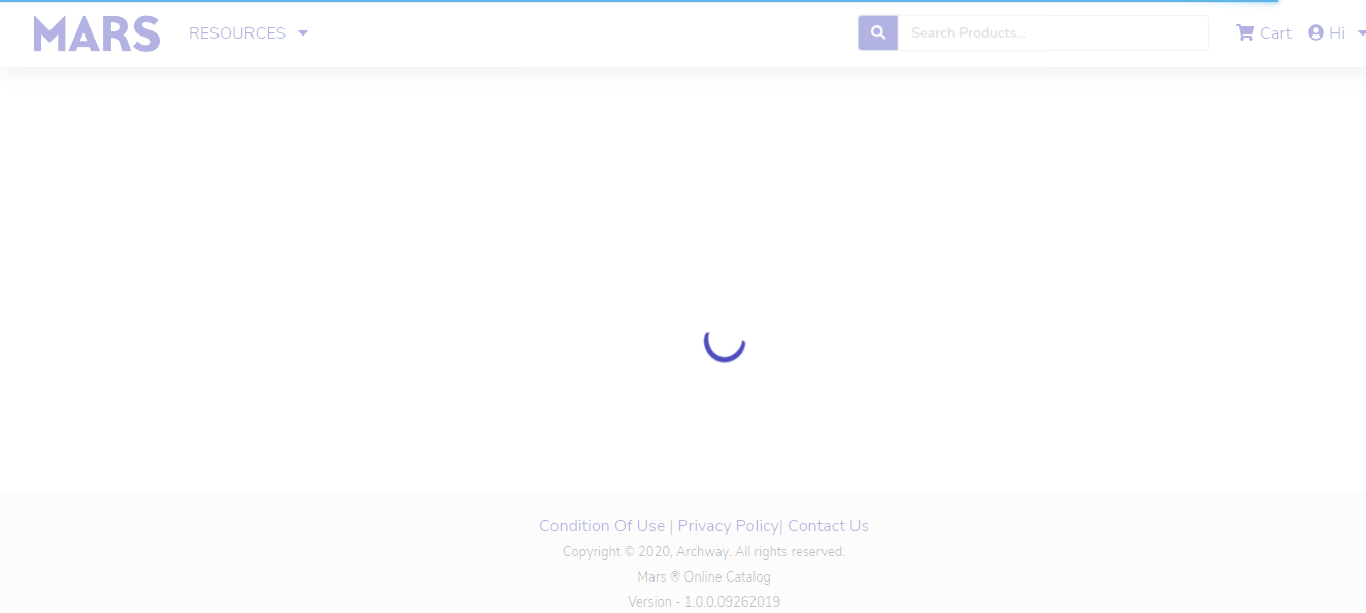 MARS RESOURCES Search Products... Cart Hi
Condition Of Use | Privacy Policy| Contact Us
Copyright © 2020, Archway. All rights reserved.
Mars ® Online Catalog
Version - 1.0.0.09262019